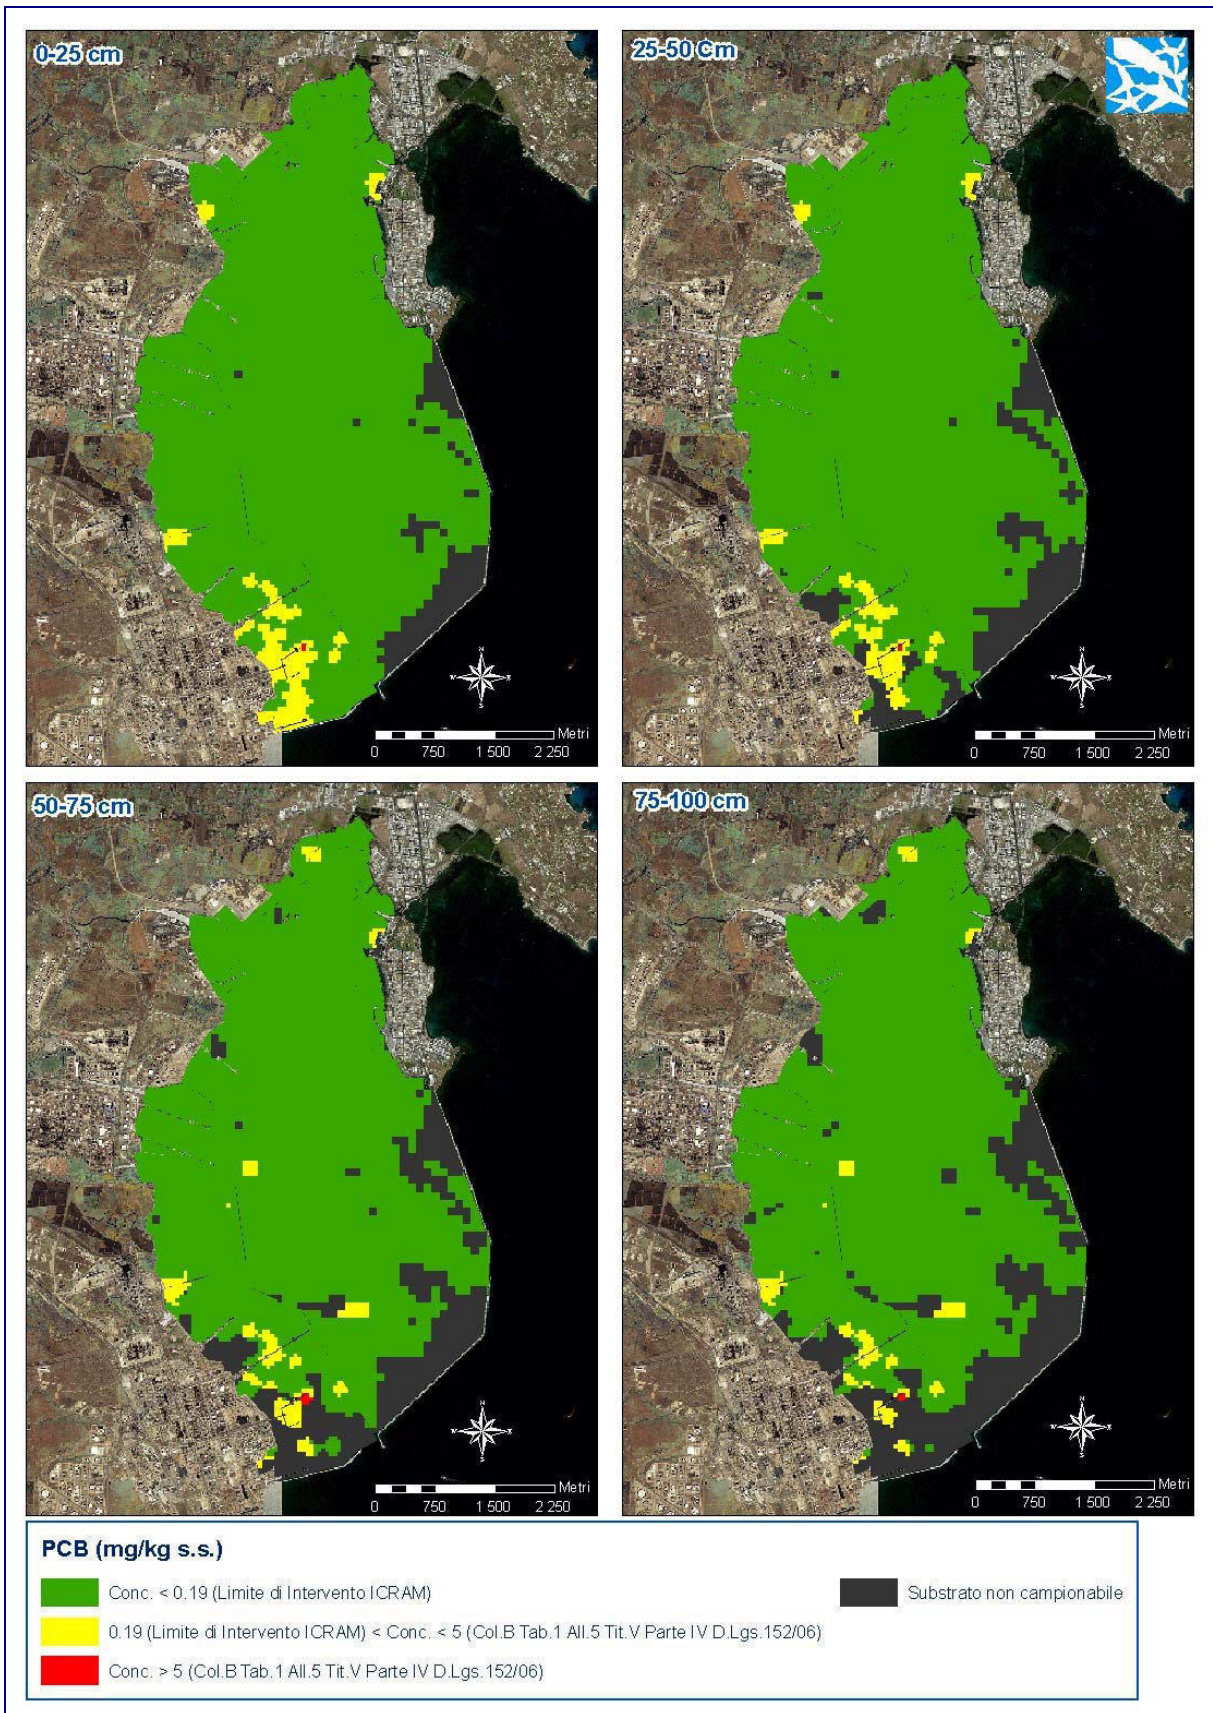 0-25 cm
25-50 Cm
N
W E
S
Metri
0 750 1 500 2 250
N
W E
S
Metri
0 750 1 500 2 250
50-75 cm
75-100 cm
N
W E
S
Metri
0 750 1 500 2 250
N
W E
S
Metri
0 750 1 500 2 250
PCB (mg/kg s.s.)
Conc. < 0.19 (Limite di Intervento ICRAM)
Substrato non campionabile
0.19 (Limite di Intervento ICRAM) < Conc. < 5 (Col.B Tab.1 All.5 Tit.V Parte IV D.Lgs.152/06)
Conc. > 5 (Col.B Tab.1 All.5 Tit.V Parte IV D.Lgs.152/06)